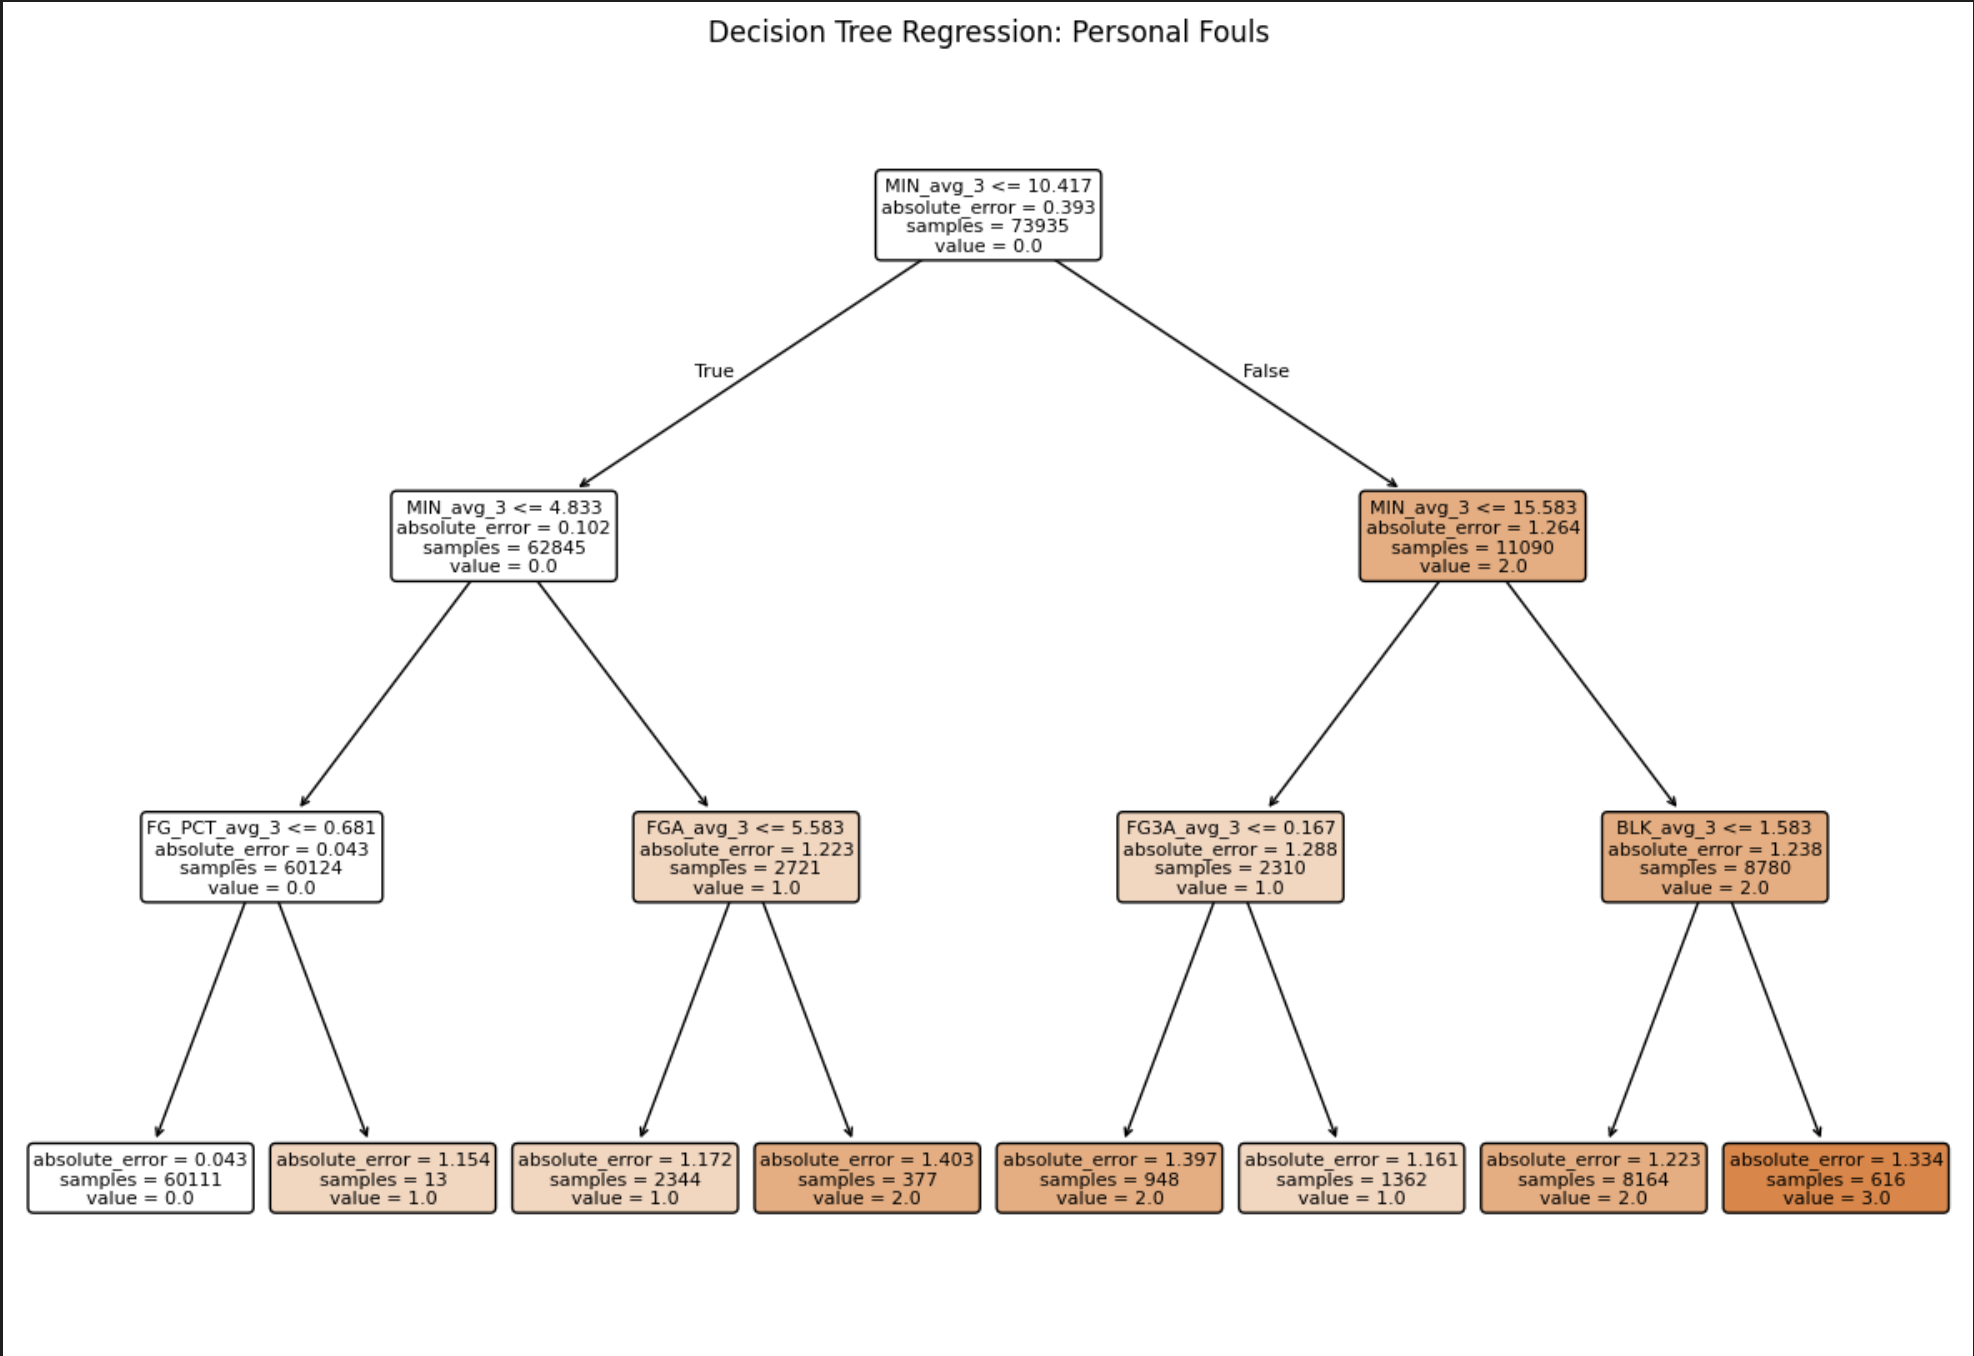 Decision Tree Regression: Personal Fouls
MIN_avg_3 <= 10.417
absolute_error = 0.393
samples = 73935
value = 0.0
True
False
MIN_avg_3 <= 4.833
absolute_error = 0.102
samples = 62845
value = 0.0
MIN_avg_3 <= 15.583
absolute_error = 1.264
samples = 11090
value = 2.0
FG_PCT_avg_3 <= 0.681
absolute_error = 0.043
samples = 60124
value = 0.0
FGA_avg_3 <= 5.583
absolute_error = 1.223
samples = 2721
value = 1.0
FG3A_avg_3 <= 0.167
absolute_error = 1.288
samples = 2310
value = 1.0
BLK_avg_3 <= 1.583
absolute_error = 1.238
samples = 8780
value = 2.0
absolute_error = 0.043
samples = 60111
value = 0.0
absolute_error = 1.154
samples = 13
value = 1.0
absolute_error = 1.172
samples = 2344
value = 1.0
absolute_error = 1.403
samples = 377
value = 2.0
absolute_error = 1.397
samples = 948
value = 2.0
absolute_error = 1.161
samples = 1362
value = 1.0
absolute_error = 1.223
samples = 8164
value = 2.0
absolute_error = 1.334
samples = 616
value = 3.0